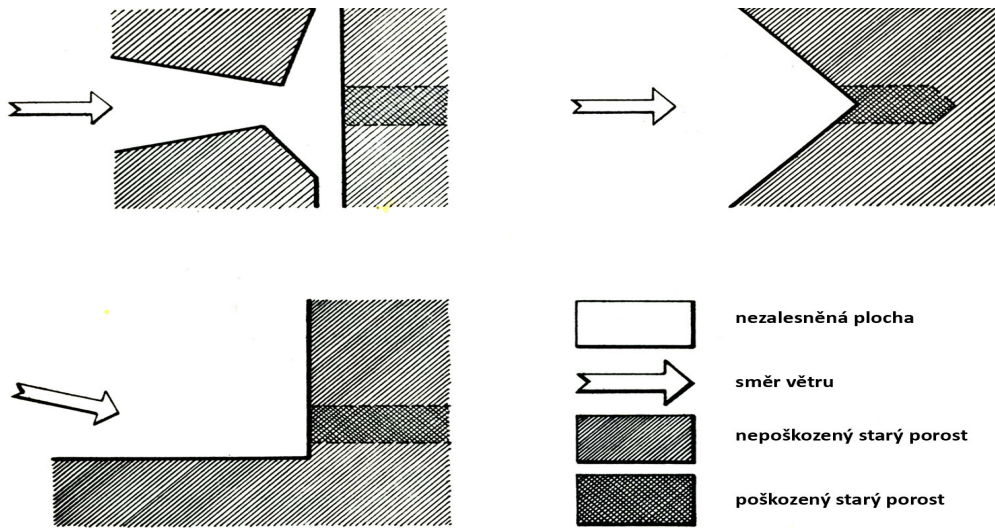 nezalesněná plocha
směr větru
nepoškozený starý porost
poškozený starý porost